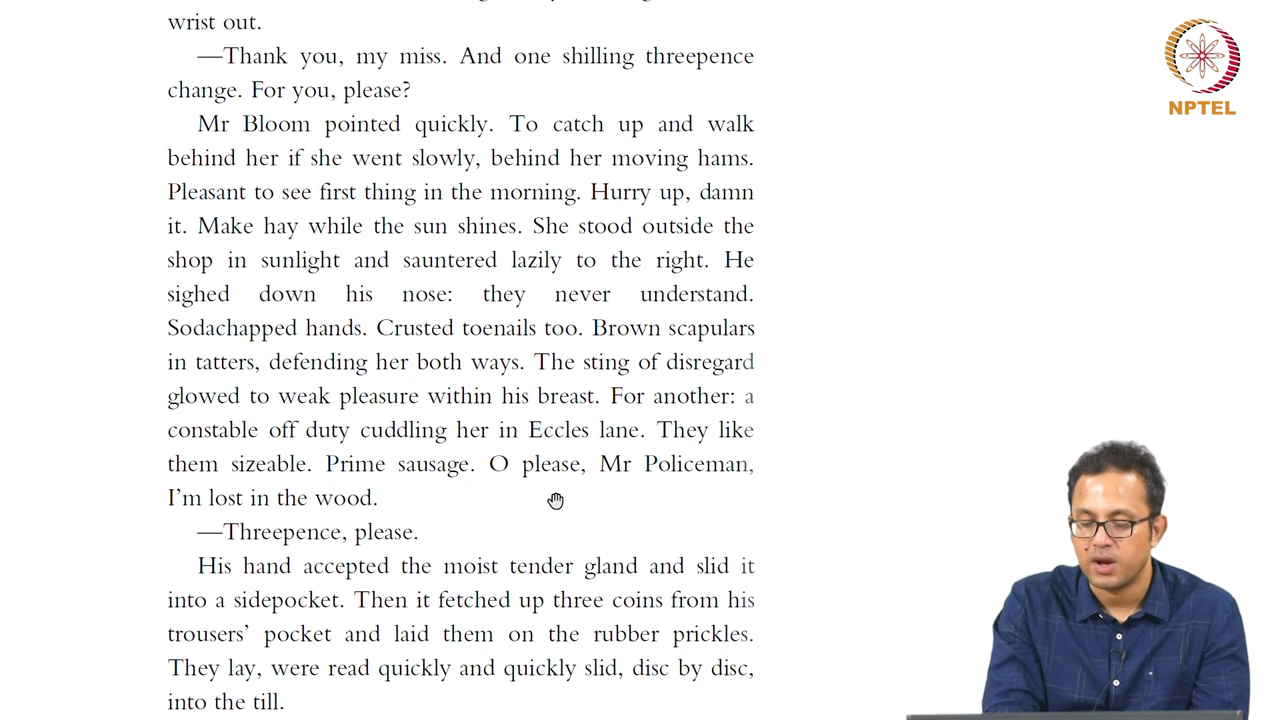 wrist out.
—Thank you, my miss. And one shilling threepence
change. For you, please?
Mr Bloom pointed quickly. To catch up and walk
behind her if she went slowly, behind her moving hams.
Pleasant to see first thing in the morning. Hurry up, damn
it. Make hay while the sun shines. She stood outside the
shop in sunlight and sauntered lazily to the right. He
sighed down his nose: they never understand.
Sodachapped hands. Crusted toenails too. Brown scapulars
in tatters, defending her both ways. The sting of disregard
glowed to weak pleasure within his breast. For another: a
constable off duty cuddling her in Eccles lane. They like
them sizeable. Prime sausage. O please, Mr Policeman,
I'm lost in the wood.
—Threepence, please.
His hand accepted the moist tender gland and slid it
into a sidepocket. Then it fetched up three coins from his
trousers' pocket and laid them on the rubber prickles.
They lay, were read quickly and quickly slid, disc by disc,
into the till.
NPTEL